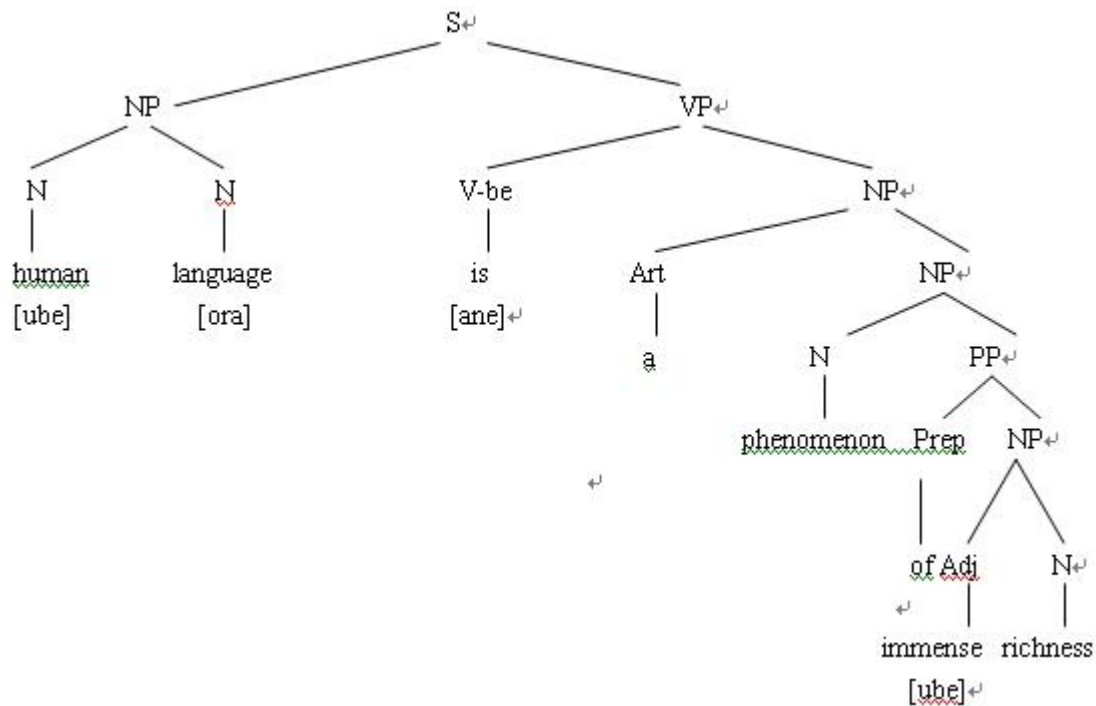 S↵
NP VP↵
N N V-be NP↵
human language is Art NP↵
[ube] [ora] [ane]↵
a N PP↵
phenomenon Prep NP↵
↵
of Adj N↵
↵
immense richness
[ube]↵